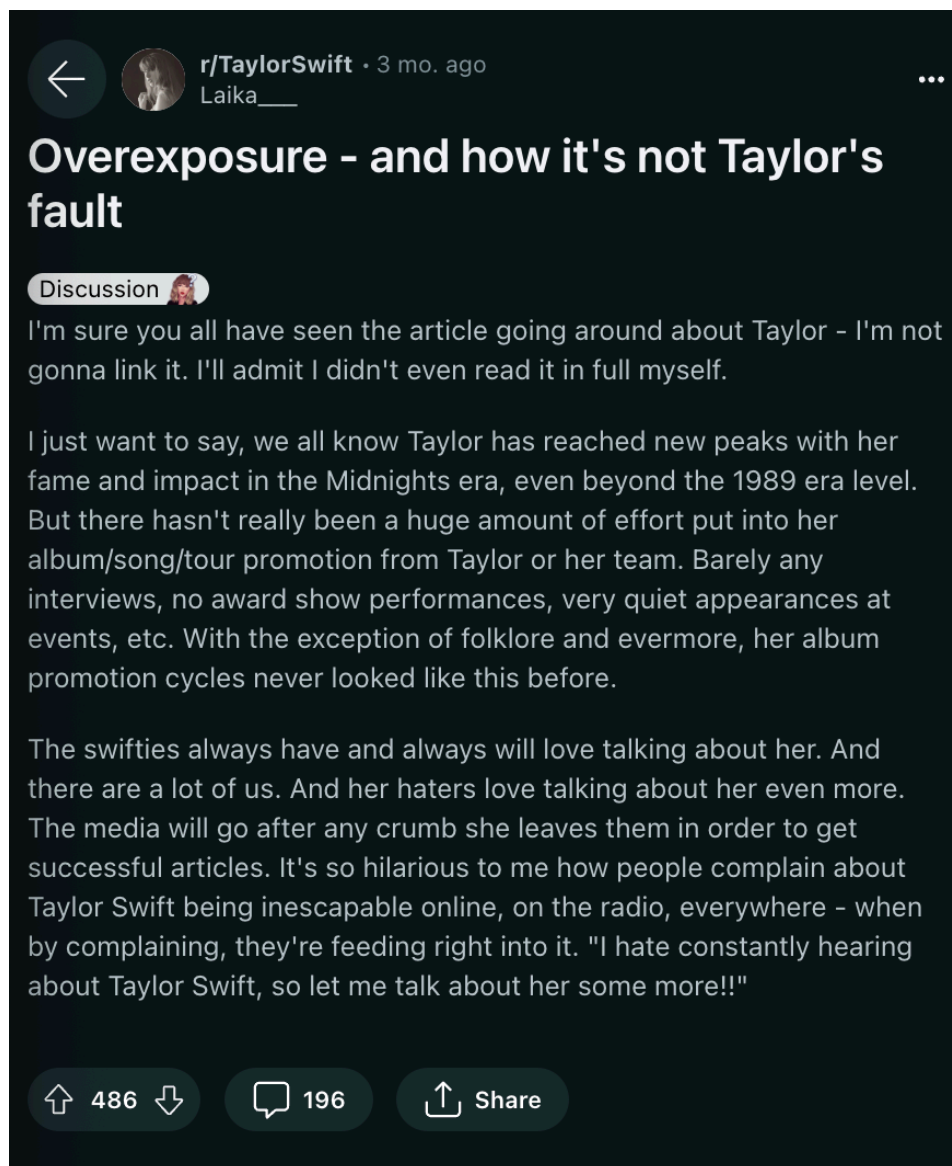 r/TaylorSwift • 3 mo. ago
Laika____
Overexposure - and how it's not Taylor's
fault
Discussion
I'm sure you all have seen the article going around about Taylor - I'm not
gonna link it. I'll admit I didn't even read it in full myself.
I just want to say, we all know Taylor has reached new peaks with her
fame and impact in the Midnights era, even beyond the 1989 era level.
But there hasn't really been a huge amount of effort put into her
album/song/tour promotion from Taylor or her team. Barely any
interviews, no award show performances, very quiet appearances at
events, etc. With the exception of folklore and evermore, her album
promotion cycles never looked like this before.
The swifties always have and always will love talking about her. And
there are a lot of us. And her haters love talking about her even more.
The media will go after any crumb she leaves them in order to get
successful articles. It's so hilarious to me how people complain about
Taylor Swift being inescapable online, on the radio, everywhere - when
by complaining, they're feeding right into it. "I hate constantly hearing
about Taylor Swift, so let me talk about her some more!!"
486 196 Share